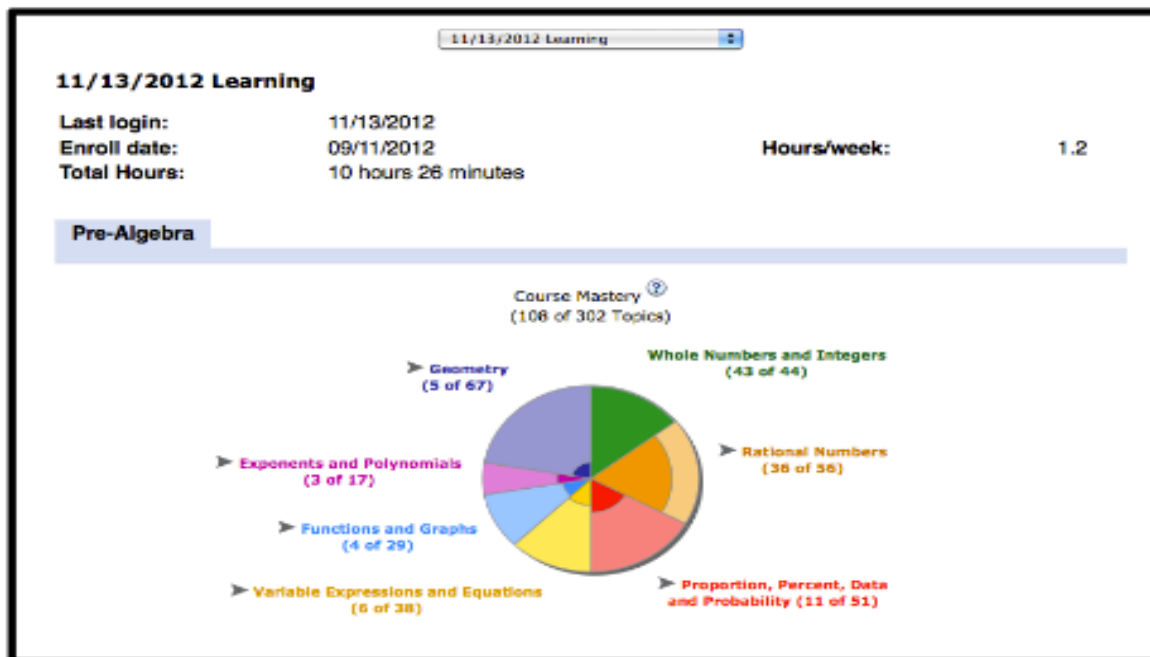 11/13/2012 Learning
11/13/2012 Learning
Last login: 11/13/2012
Enroll date: 09/11/2012 Hours/week: 1.2
Total Hours: 10 hours 26 minutes
Pre-Algebra
Course Mastery ?
(108 of 302 Topics)
Whole Numbers and Integers
(43 of 44)
Geometry
(5 of 67)
Rational Numbers
(36 of 56)
Exponents and Polynomials
(3 of 17)
Functions and Graphs
(4 of 29)
Variable Expressions and Equations
(6 of 38)
Proportion, Percent, Data
and Probability (11 of 51)